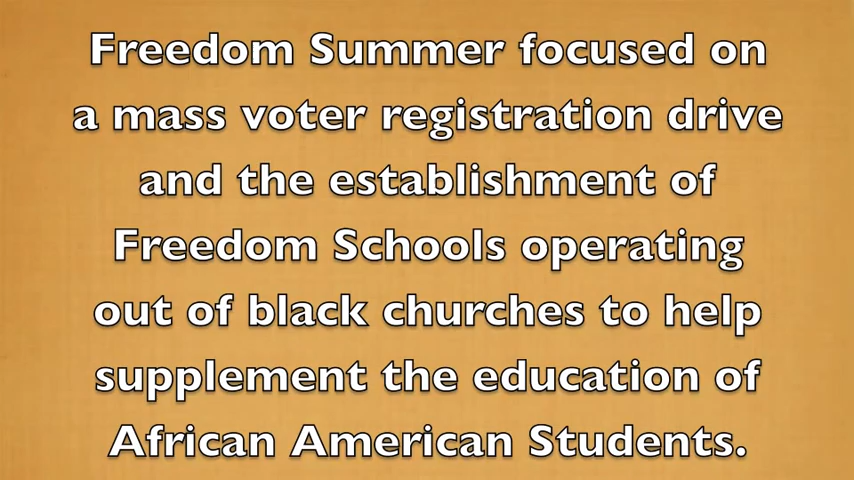 Freedom Summer focused on
a mass voter registration drive
and the establishment of
Freedom Schools operating
out of black churches to help
supplement the education of
African American Students.